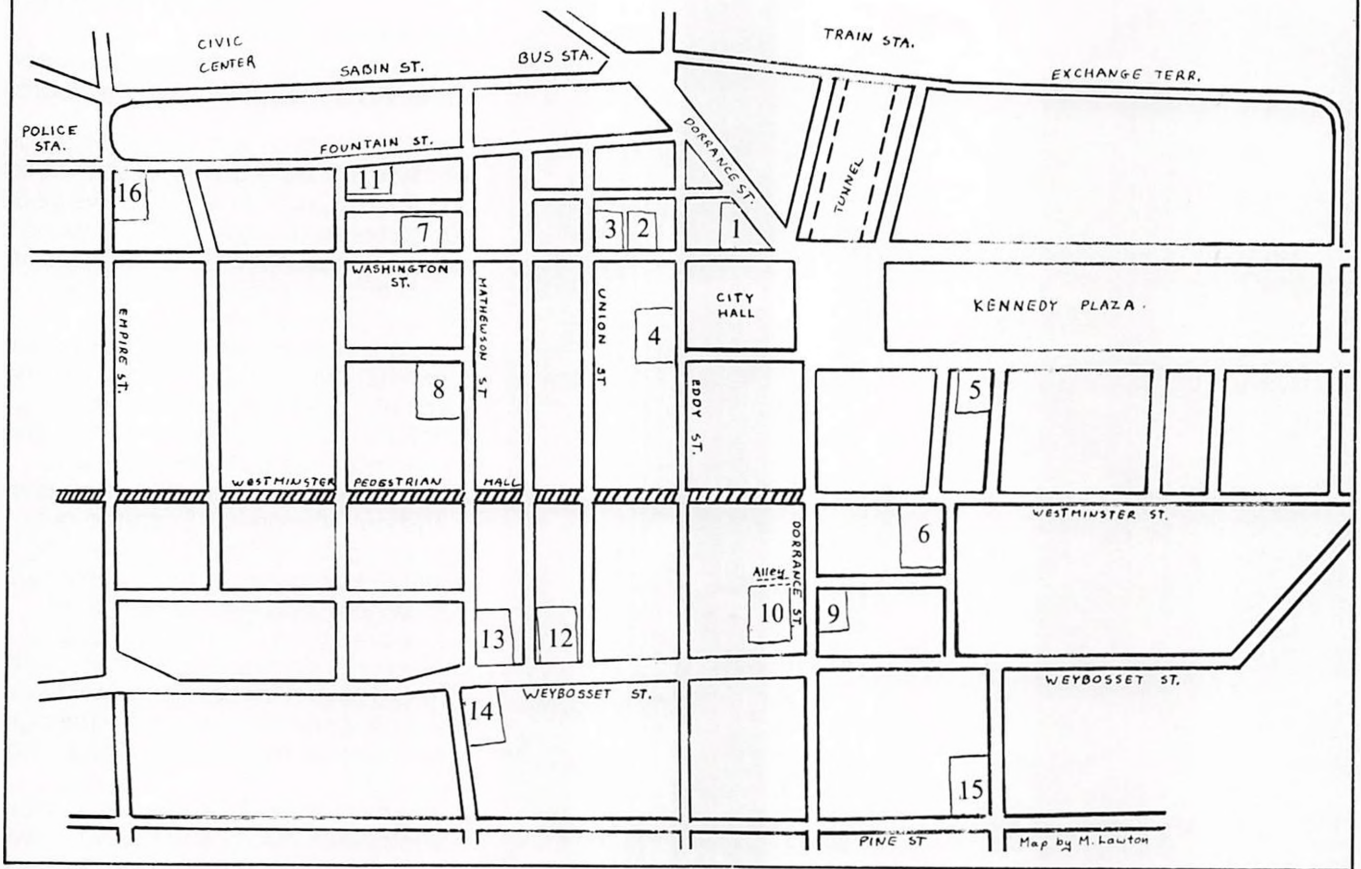 CIVIC
CENTER
SABIN ST.
BUS STA.
TRAIN STA.
EXCHANGE TERR.
POLICE
STA.
FOUNTAIN ST.
DORRANCE ST.
TUNNEL
16
11
7
3
2
1
WASHINGTON
ST.
CITY
HALL
KENNEDY PLAZA.
EMPIRE ST.
MATHEWSON ST
UNION ST
4
8
EDDY ST.
5
WESTMINSTER PEDESTRIAN MALL
WESTMINSTER ST.
DORRANCE ST.
6
Alley
10
9
13
12
WEYBOSSET ST.
WEYBOSSET ST.
14
15
PINE ST
Map by M. Lawton